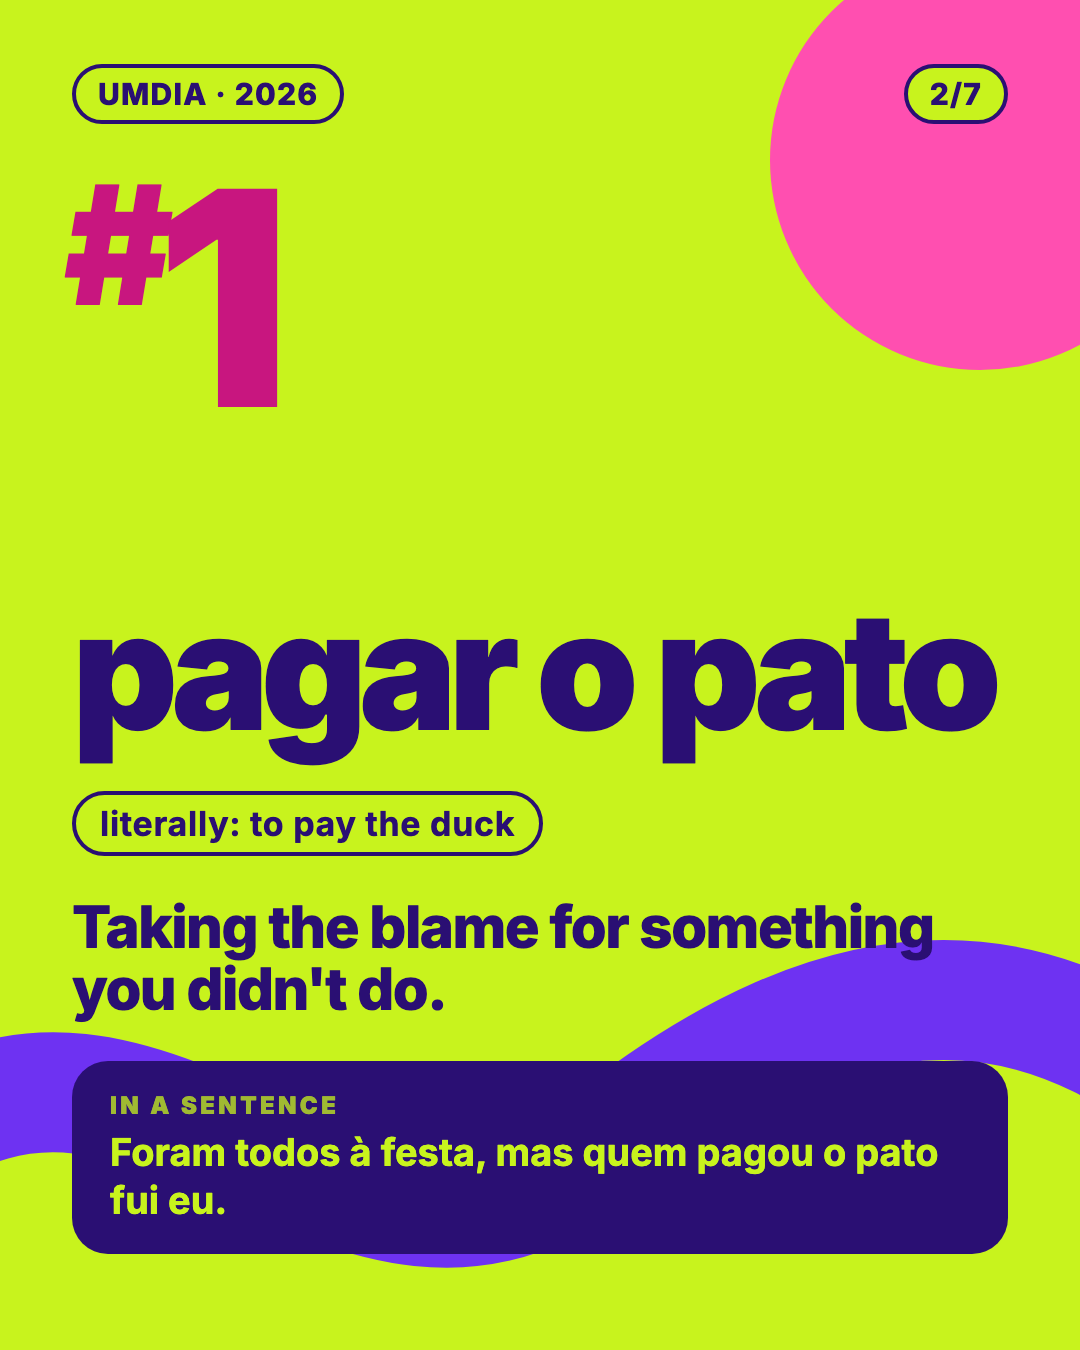 UMDIA · 2026
2/7
#1
pagar o pato
literally: to pay the duck
Taking the blame for something
you didn't do.
IN A SENTENCE
Foram todos à festa, mas quem pagou o pato
fui eu.